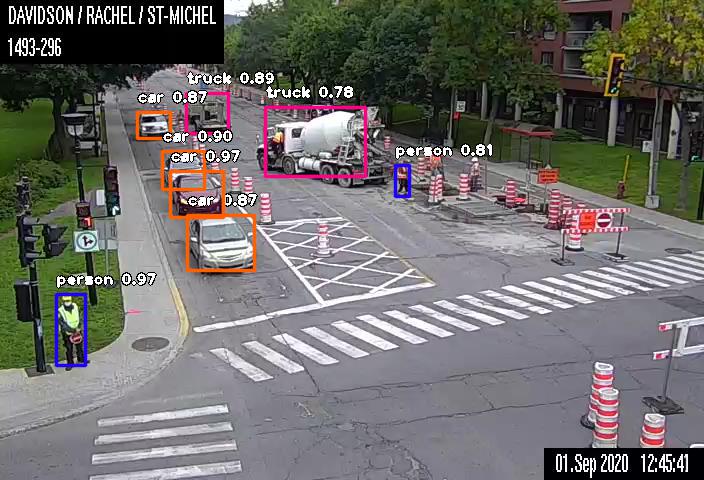 DAVIDSON / RACHEL / ST-MICHEL
1493-296
truck 0.89
truck 0.78
car 0.87
car 0.90
car 0.97
person 0.81
car 0.87
person 0.97
01.Sep 2020 12:45:41